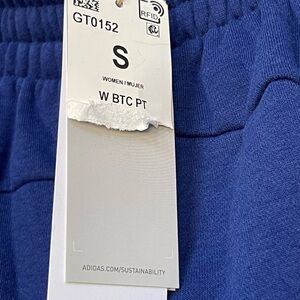 RFID
GT0152
S
WOMEN / MUJER
W BTC PT
ADIDAS.COM/SUSTAINABILITY